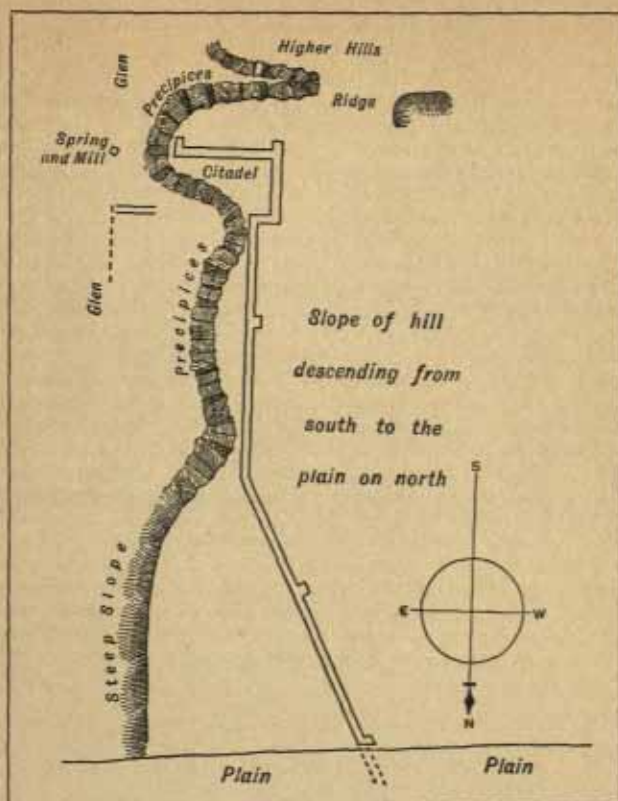 Higher Hills
Glen
Precipices
Ridge
Spring
and Mill
Citadel
Precipices
Glen
Slope of hill
descending from
south to the
plain on north
S
E
W
N
Steep Slope
Plain
Plain